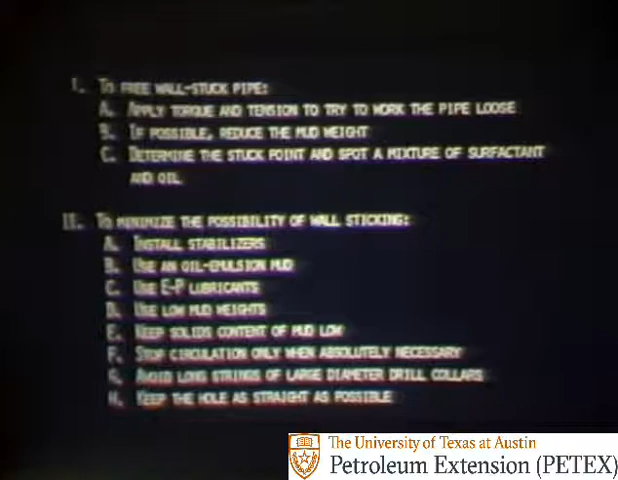 I. TO FREE WALL-STUCK PIPE:
A. APPLY TORQUE AND TENSION TO TRY TO WORK THE PIPE LOOSE
B. IF POSSIBLE, REDUCE THE MUD WEIGHT
C. DETERMINE THE STUCK POINT AND SPOT A MIXTURE OF SURFACTANT
AND OIL
II. TO MINIMIZE THE POSSIBILITY OF WALL STICKING:
A. INSTALL STABILIZERS
B. USE AN OIL-EMULSION MUD
C. USE E-P LUBRICANTS
D. USE LOW MUD WEIGHTS
E. KEEP SOLIDS CONTENT OF MUD LOW
F. STOP CIRCULATION ONLY WHEN ABSOLUTELY NECESSARY
G. AVOID LONG STRINGS OF LARGE DIAMETER DRILL COLLARS
H. KEEP THE HOLE AS STRAIGHT AS POSSIBLE
The University of Texas at Austin
Petroleum Extension (PETEX)